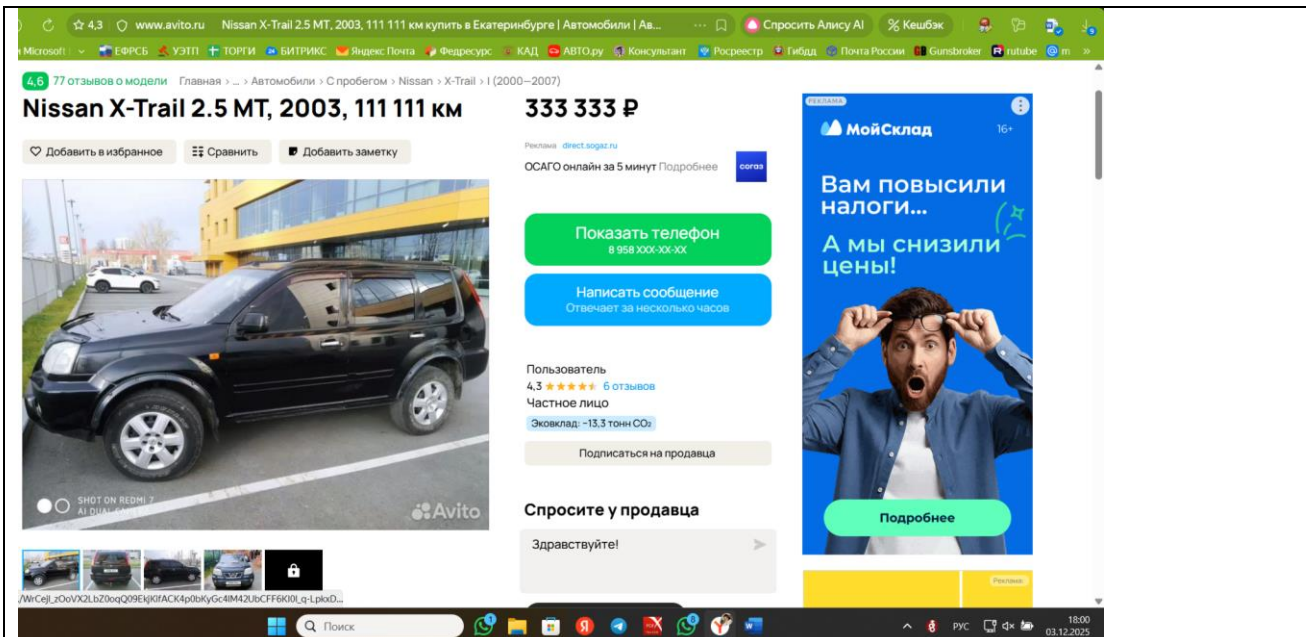 4,3 www.avito.ru Nissan X-Trail 2.5 MT, 2003, 111 111 км купить в Екатеринбурге | Автомобили | Ав... Спросить Алису AI % Кешбэк
Microsoft ЕФРСБ УЭТП ТОРГИ БИТРИКС Яндекс Почта Федресурс КАД АВТО.ру Консультант Росреестр Гибдд Почта России Gunsbroker rutube m »
4,6 77 отзывов о модели Главная › ... › Автомобили › С пробегом › Nissan › X-Trail › I (2000–2007)
Nissan X-Trail 2.5 MT, 2003, 111 111 км
Добавить в избранное Сравнить Добавить заметку
SHOT ON REDMI 7
AI DUAL
Avito
333 333 ₽
Реклама direct.sogaz.ru
ОСАГО онлайн за 5 минут Подробнее
согаз
Показать телефон
8 958 XXX-XX-XX
Написать сообщение
Отвечает за несколько часов
Пользователь
4,3 6 отзывов
Частное лицо
Эковклад: −13,3 тонн CO₂
Подписаться на продавца
Спросите у продавца
Здравствуйте!
РЕКЛАМА
МойСклад 16+
Вам повысили
налоги...
А мы снизили
цены!
Подробнее
Реклама
Поиск
РУС
18:00
03.12.2025